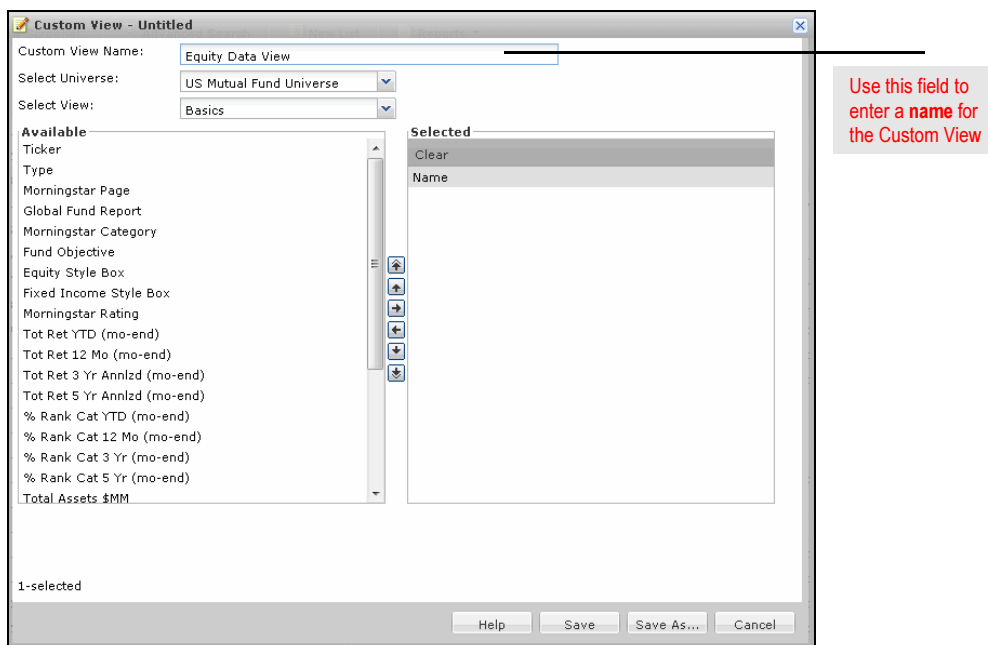 Custom View - Untitled
Custom View Name:
Equity Data View
Select Universe:
US Mutual Fund Universe
Select View:
Basics
Available
Ticker
Type
Morningstar Page
Global Fund Report
Morningstar Category
Fund Objective
Equity Style Box
Fixed Income Style Box
Morningstar Rating
Tot Ret YTD (mo-end)
Tot Ret 12 Mo (mo-end)
Tot Ret 3 Yr Annlzd (mo-end)
Tot Ret 5 Yr Annlzd (mo-end)
% Rank Cat YTD (mo-end)
% Rank Cat 12 Mo (mo-end)
% Rank Cat 3 Yr (mo-end)
% Rank Cat 5 Yr (mo-end)
Total Assets $MM
Selected
Clear
Name
1-selected
Help
Save
Save As...
Cancel
Use this field to
enter a name for
the Custom View